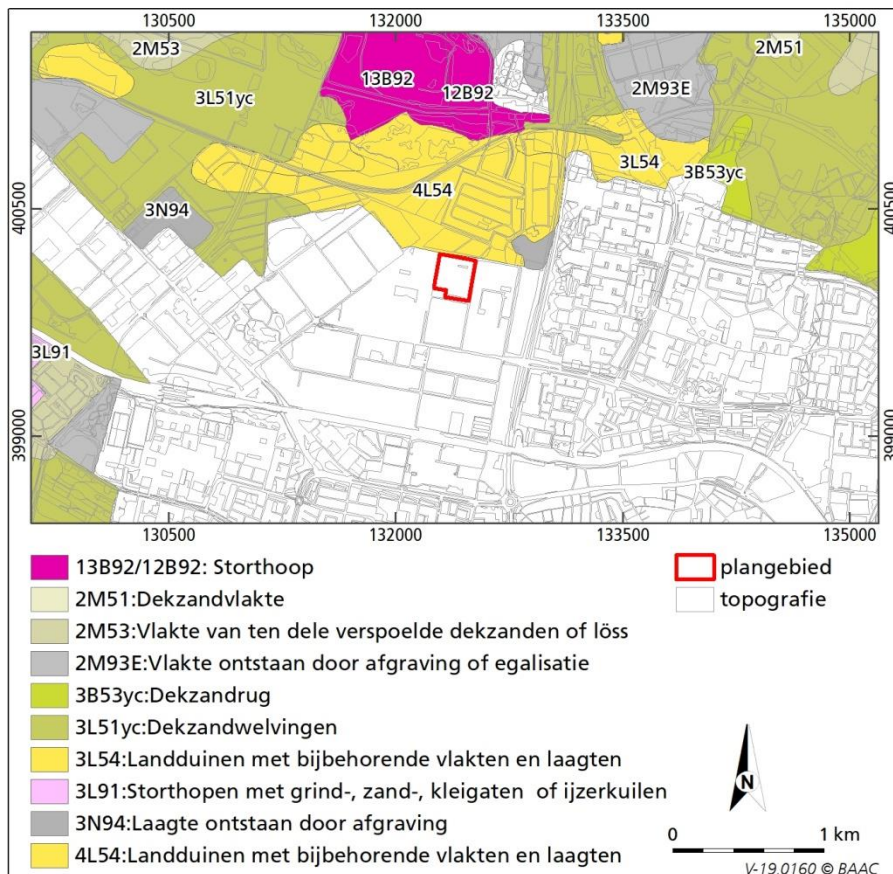 130500 132000 133500 135000
2M53
2M51
13B92
3L51yc
12B92
2M93E
3L54
3B53yc
4L54
400500 400500
3N94
3L91
399000 399000
130500 132000 133500 135000
13B92/12B92: Storthoop
2M51:Dekzandvlakte
2M53:Vlakte van ten dele verspoelde dekzanden of löss
2M93E:Vlakte ontstaan door afgraving of egalisatie
3B53yc:Dekzandrug
3L51yc:Dekzandwelvingen
3L54:Landduinen met bijbehorende vlakten en laagten
3L91:Storthopen met grind-, zand-, kleigaten of ijzerkuilen
3N94:Laagte ontstaan door afgraving
4L54:Landduinen met bijbehorende vlakten en laagten
plangebied
topografie
N
0 1 km
V-19.0160 © BAAC